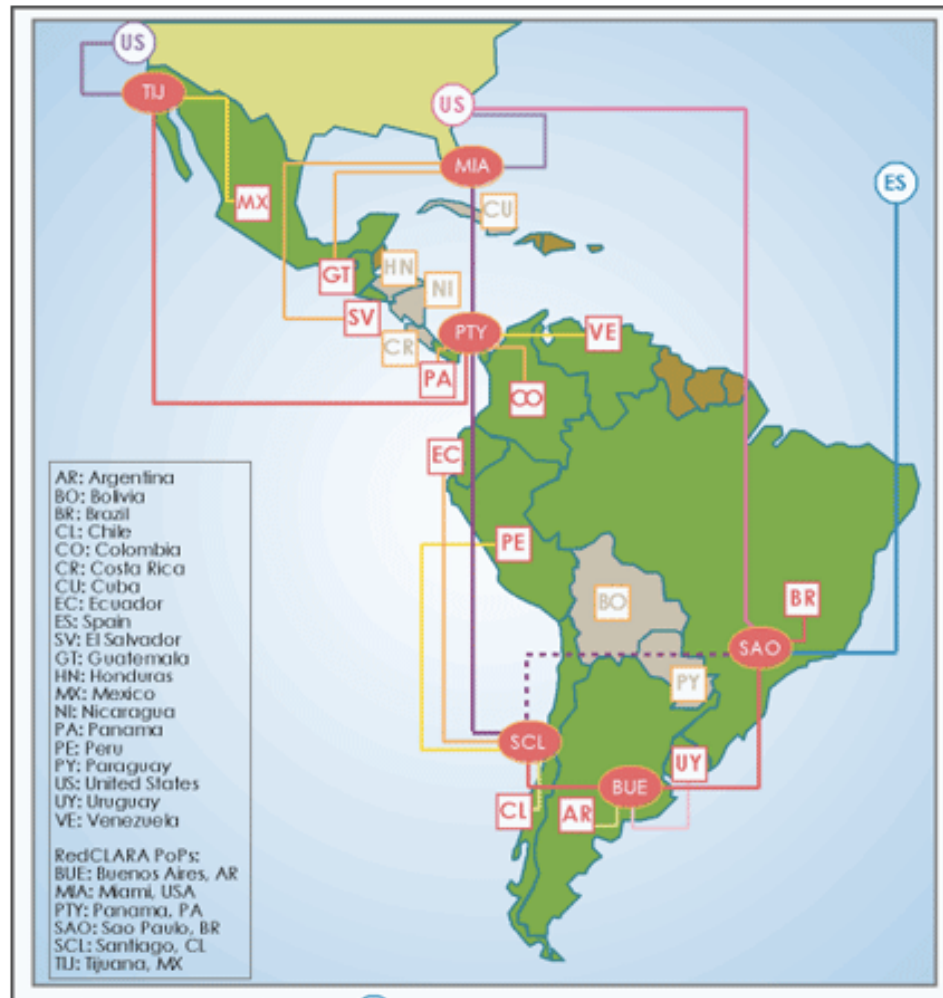 US
TIJ
US
MIA
ES
MX
CU
GT
HN
NI
SV
PTY
VE
CR
PA
CO
EC
PE
BO
BR
SAO
PY
SCL
UY
BUE
CL
AR
AR: Argentina
BO: Bolivia
BR: Brazil
CL: Chile
CO: Colombia
CR: Costa Rica
CU: Cuba
EC: Ecuador
ES: Spain
SV: El Salvador
GT: Guatemala
HN: Honduras
MX: Mexico
NI: Nicaragua
PA: Panama
PE: Peru
PY: Paraguay
US: United States
UY: Uruguay
VE: Venezuela
RedCLARA PoPs:
BUE: Buenos Aires, AR
MIA: Miami, USA
PTY: Panama, PA
SAO: Sao Paulo, BR
SCL: Santiago, CL
TIJ: Tijuana, MX